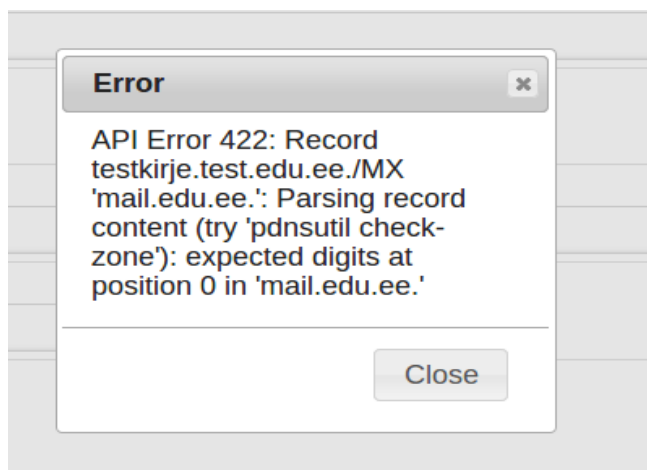 Error
API Error 422: Record
testkirje.test.edu.ee./MX
'mail.edu.ee.': Parsing record
content (try 'pdnsutil check-
zone'): expected digits at
position 0 in 'mail.edu.ee.'
Close